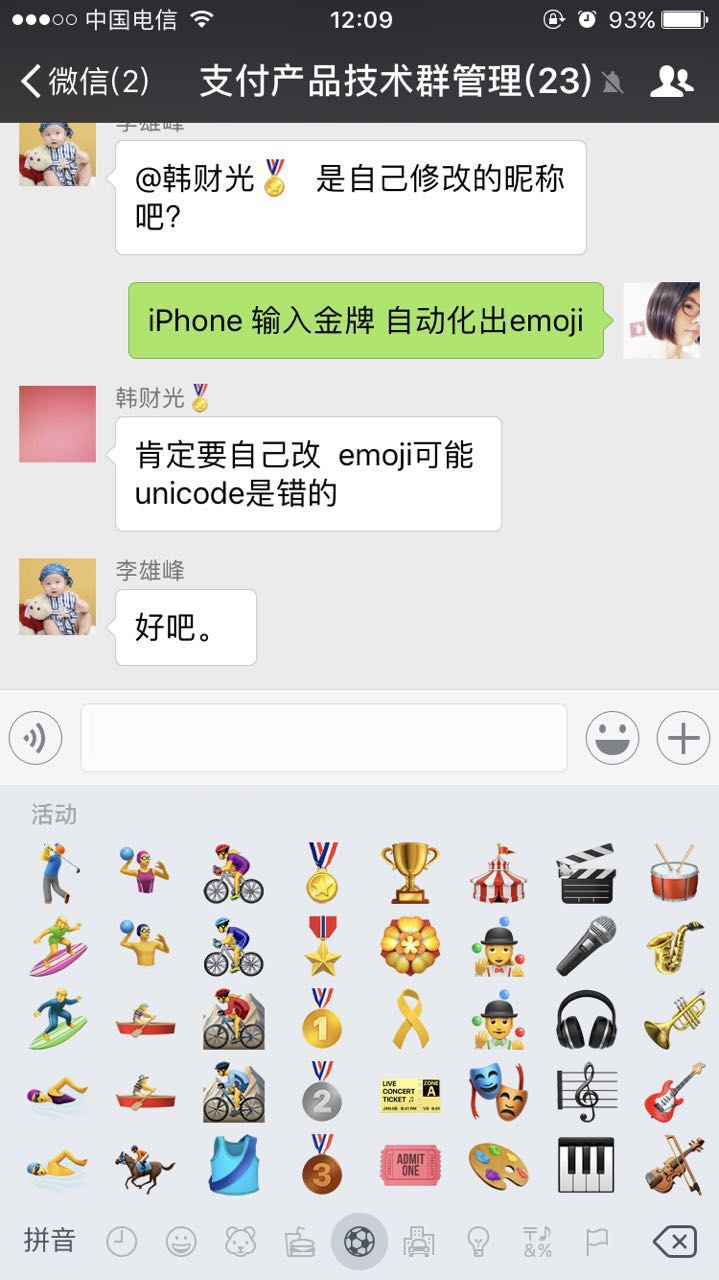 中国电信 12:09 93%
微信(2) 支付产品技术群管理(23)
李雄峰
@韩财光🏅 是自己修改的昵称
吧?
iPhone 输入金牌 自动化出emoji
韩财光🏅
肯定要自己改 emoji可能
unicode是错的
李雄峰
好吧。
活动
1
2
LIVE
CONCERT
TICKET
ZONE
A
3
ADMIT
ONE
拼音
〒♪
&%